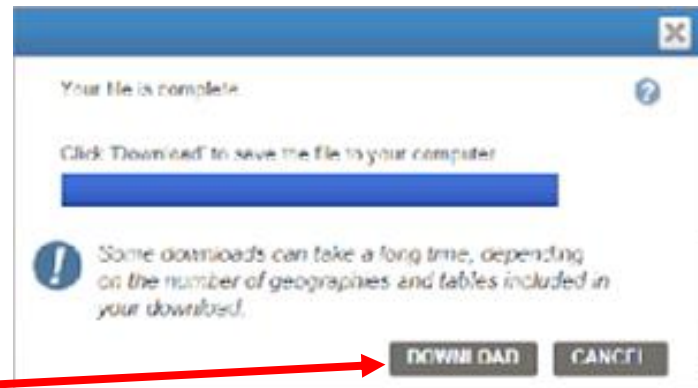 Your file is complete.
Click 'Download' to save the file to your computer
Some downloads can take a long time, depending
on the number of geographies and tables included in
your download.
DOWNLOAD CANCEL